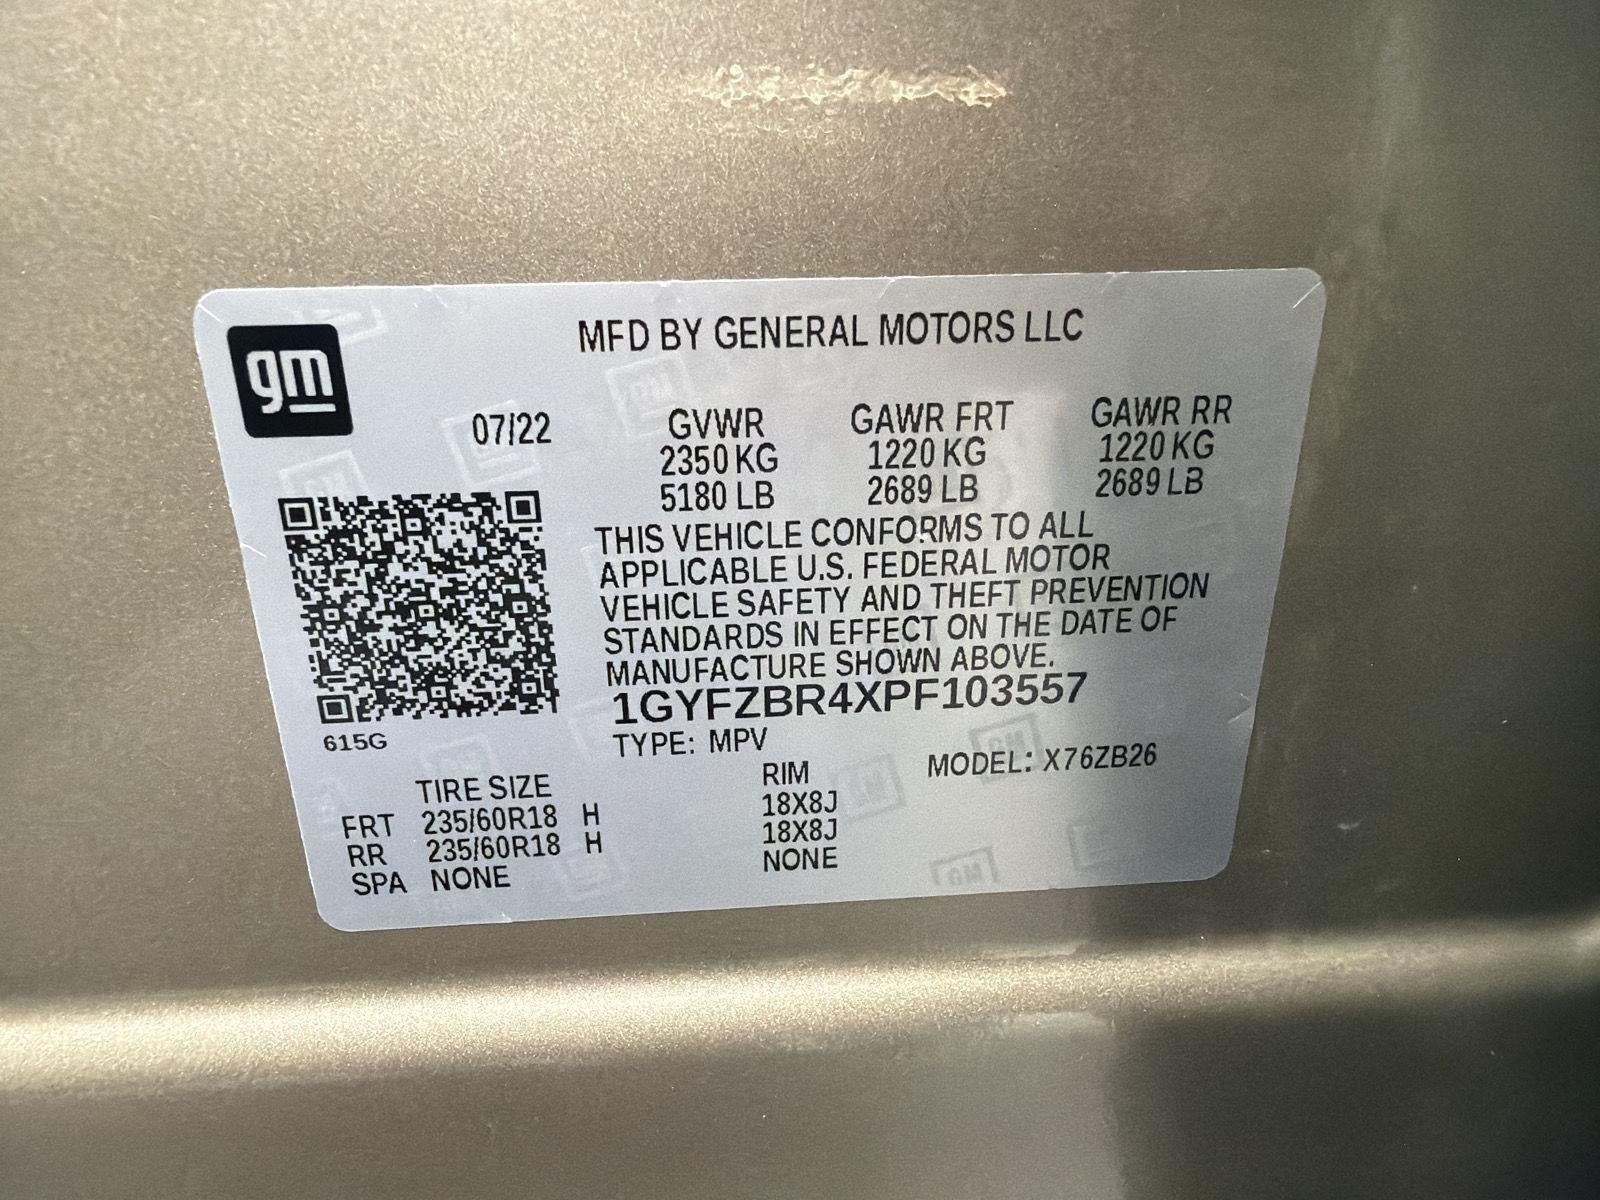 gm
MFD BY GENERAL MOTORS LLC
07/22 GVWR GAWR FRT GAWR RR
2350 KG 1220 KG 1220 KG
5180 LB 2689 LB 2689 LB
THIS VEHICLE CONFORMS TO ALL
APPLICABLE U.S. FEDERAL MOTOR
VEHICLE SAFETY AND THEFT PREVENTION
STANDARDS IN EFFECT ON THE DATE OF
MANUFACTURE SHOWN ABOVE.
1GYFZBR4XPF103557
615G
TYPE: MPV
MODEL: X76ZB26
TIRE SIZE RIM
FRT 235/60R18 H 18X8J
RR 235/60R18 H 18X8J
SPA NONE NONE